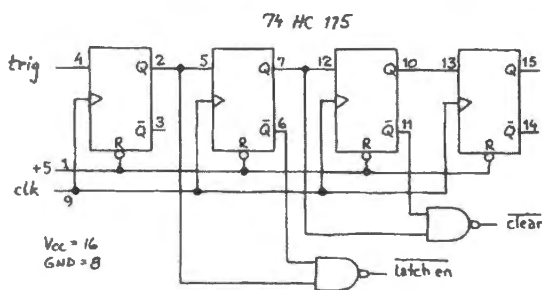 74 HC 175
trig 4 Q 2 5 Q 7 12 Q 10 13 Q 15
Q̅ 3 Q̅ 6 Q̅ 11 Q̅ 14
R R R R
+5 1
clk 9
clear
Vcc = 16
GND = 8
latch en